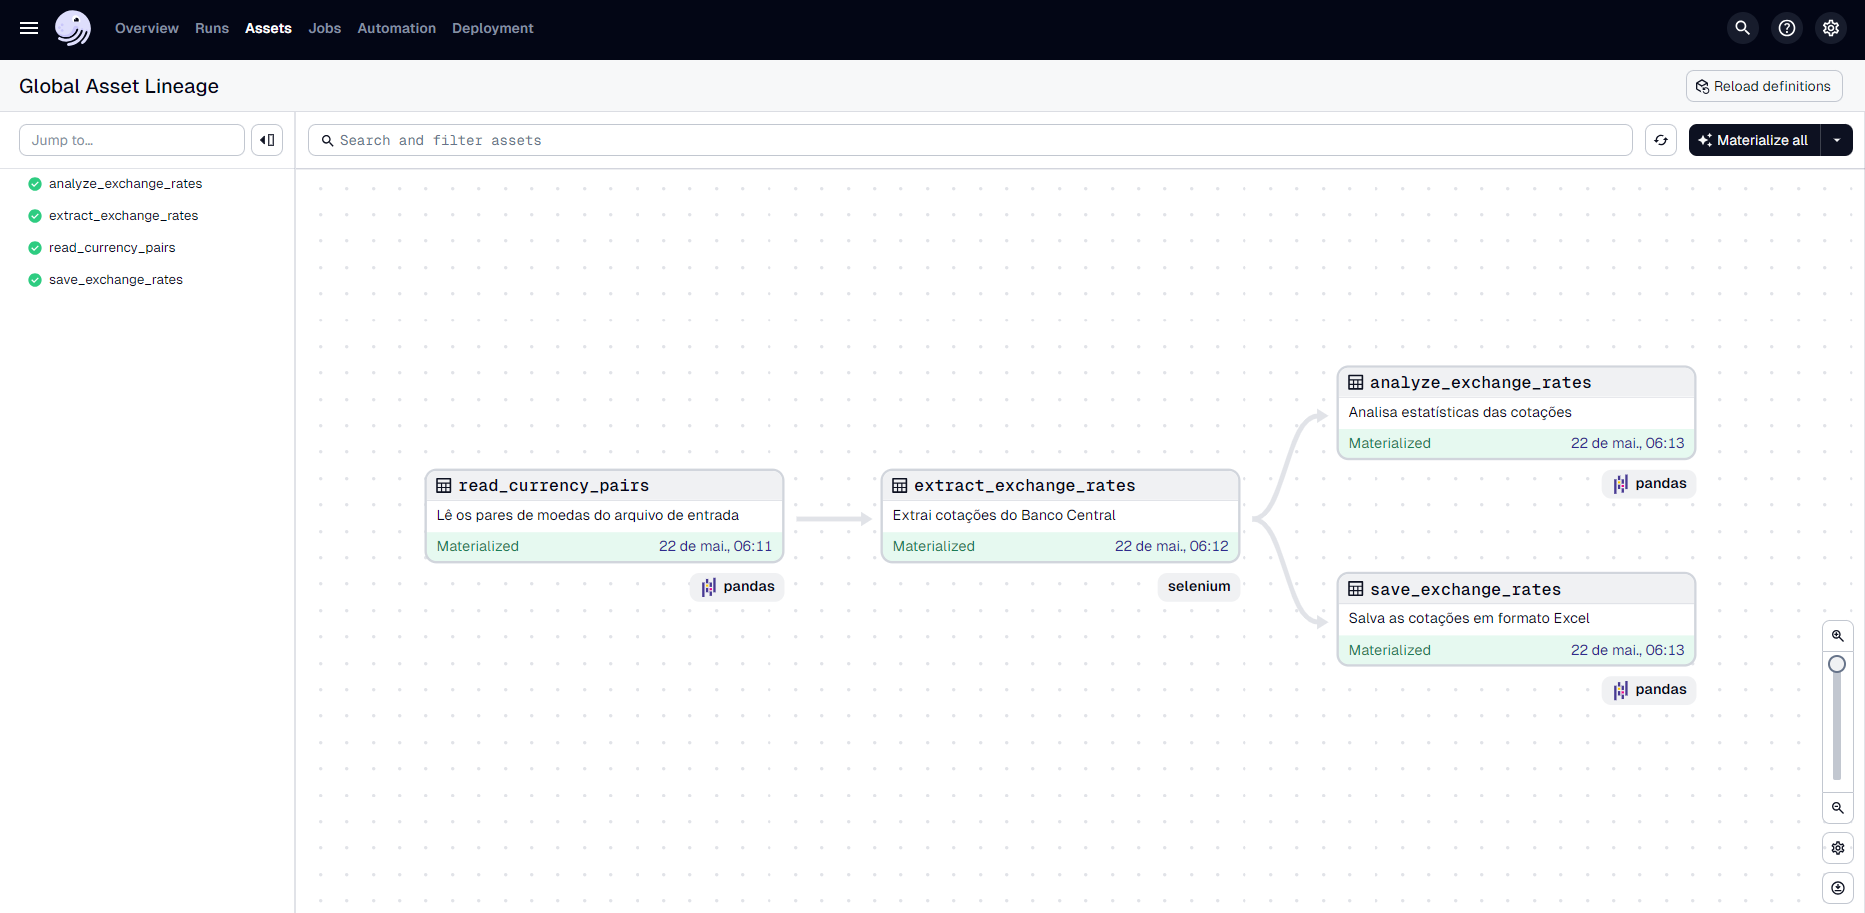 Overview Runs Assets Jobs Automation Deployment
Global Asset Lineage
Reload definitions
Jump to…
Search and filter assets
Materialize all
analyze_exchange_rates
extract_exchange_rates
read_currency_pairs
save_exchange_rates
read_currency_pairs
Lê os pares de moedas do arquivo de entrada
Materialized 22 de mai., 06:11
pandas
extract_exchange_rates
Extrai cotações do Banco Central
Materialized 22 de mai., 06:12
selenium
analyze_exchange_rates
Analisa estatísticas das cotações
Materialized 22 de mai., 06:13
pandas
save_exchange_rates
Salva as cotações em formato Excel
Materialized 22 de mai., 06:13
pandas